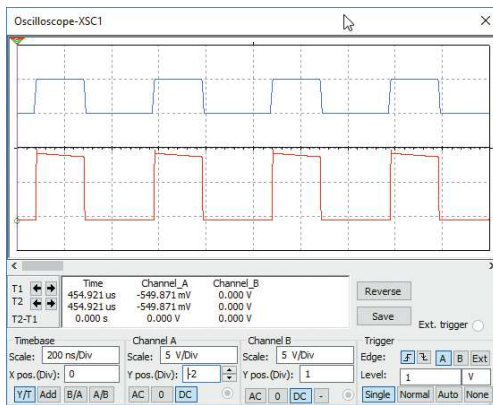 Oscilloscope-XSC1
Time Channel_A Channel_B
T1 454.921 us -549.871 mV 0.000 V
T2 454.921 us -549.871 mV 0.000 V
T2-T1 0.000 s 0.000 V 0.000 V
Reverse
Save
Ext. trigger
Timebase
Scale: 200 ns/Div
X pos.(Div): 0
Y/T Add B/A A/B
Channel A
Scale: 5 V/Div
Y pos.(Div): -2
AC 0 DC
Channel B
Scale: 5 V/Div
Y pos.(Div): 1
AC 0 DC -
Trigger
Edge: A B Ext
Level: 1 V
Single Normal Auto None